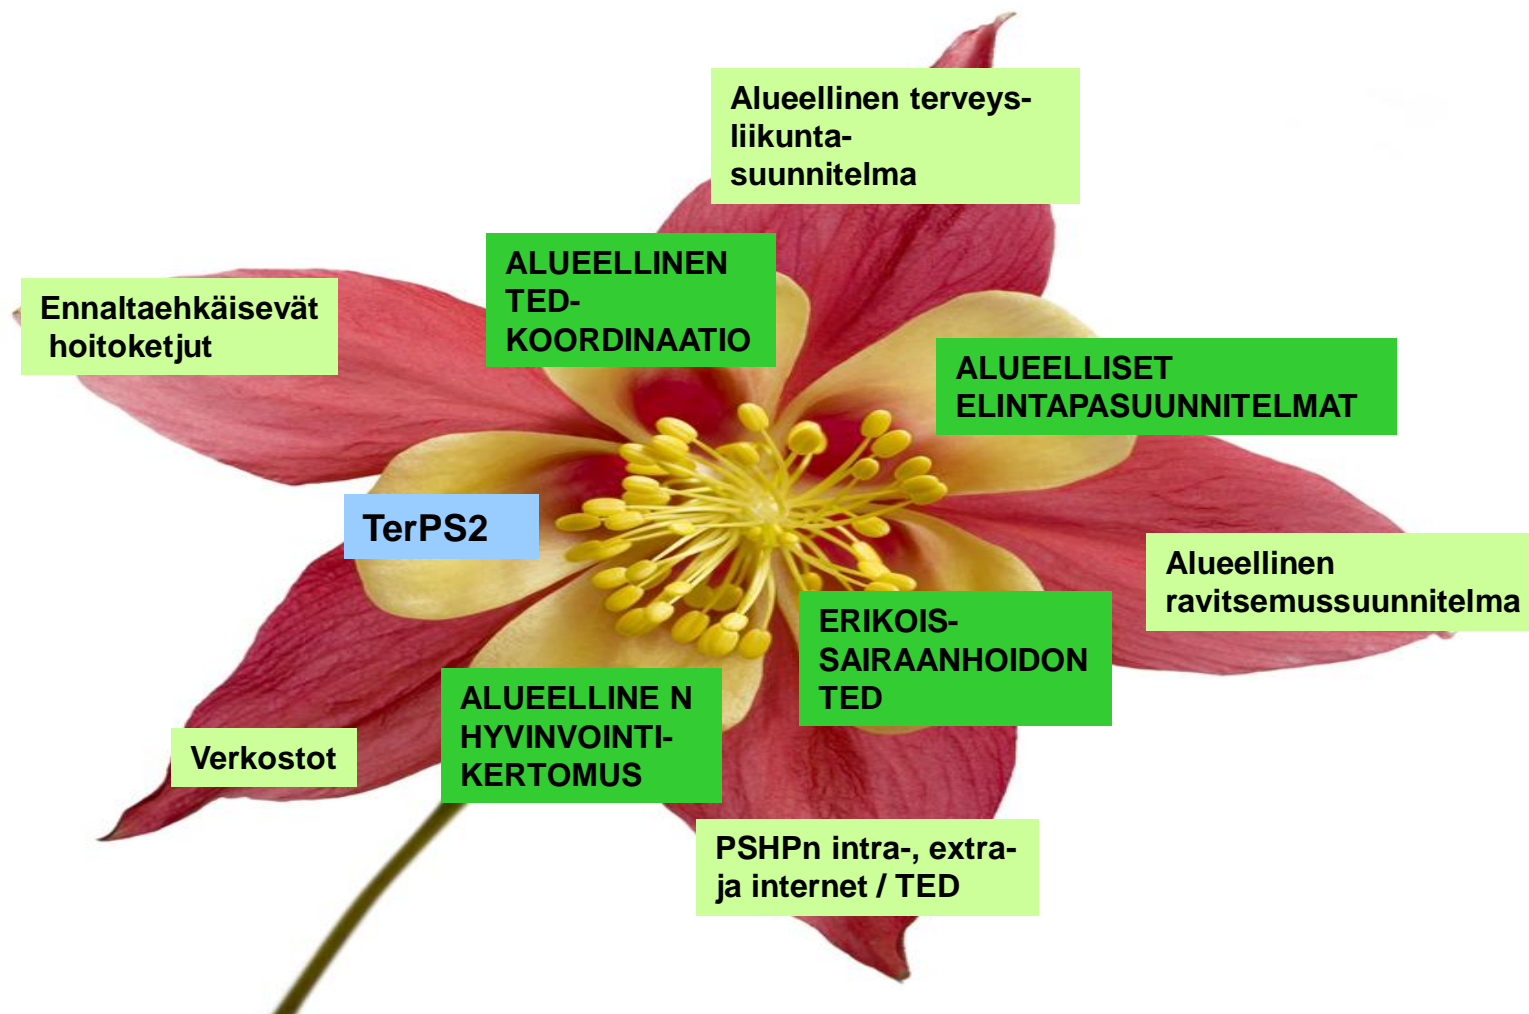 Alueellinen terveys-
liikunta-
suunnitelma
ALUEELLINEN
TED-
KOORDINAATIO
Ennaltaehkäisevät
hoitoketjut
ALUEELLISET
ELINTAPASUUNNITELMAT
TerPS2
Alueellinen
ravitsemussuunnitelma
ERIKOIS-
SAIRAANHOIDON
TED
ALUEELLINE N
HYVINVOINTI-
KERTOMUS
Verkostot
PSHPn intra-, extra-
ja internet / TED